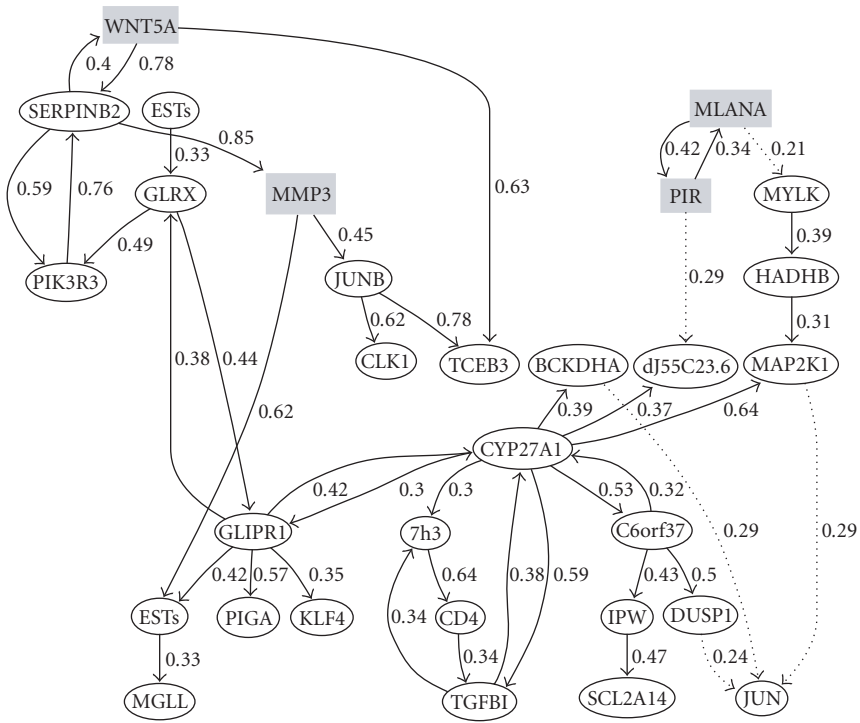 WNT5A
0.4
0.78
SERPINB2
ESTs
MLANA
0.85
0.33
0.42
0.34
0.21
0.59
0.76
GLRX
MMP3
0.63
PIR
MYLK
0.49
0.45
0.39
PIK3R3
JUNB
0.29
HADHB
0.62
0.78
0.31
0.38
0.44
CLK1
TCEB3
BCKDHA
dJ55C23.6
MAP2K1
0.62
0.39
0.37
0.64
CYP27A1
0.42
0.3
0.3
0.53
0.32
GLIPR1
7h3
C6orf37
0.29
0.29
0.42
0.57
0.35
0.64
0.38
0.59
0.43
0.5
ESTs
PIGA
KLF4
0.34
CD4
IPW
DUSP1
0.33
0.34
0.47
0.24
MGLL
TGFBI
SCL2A14
JUN